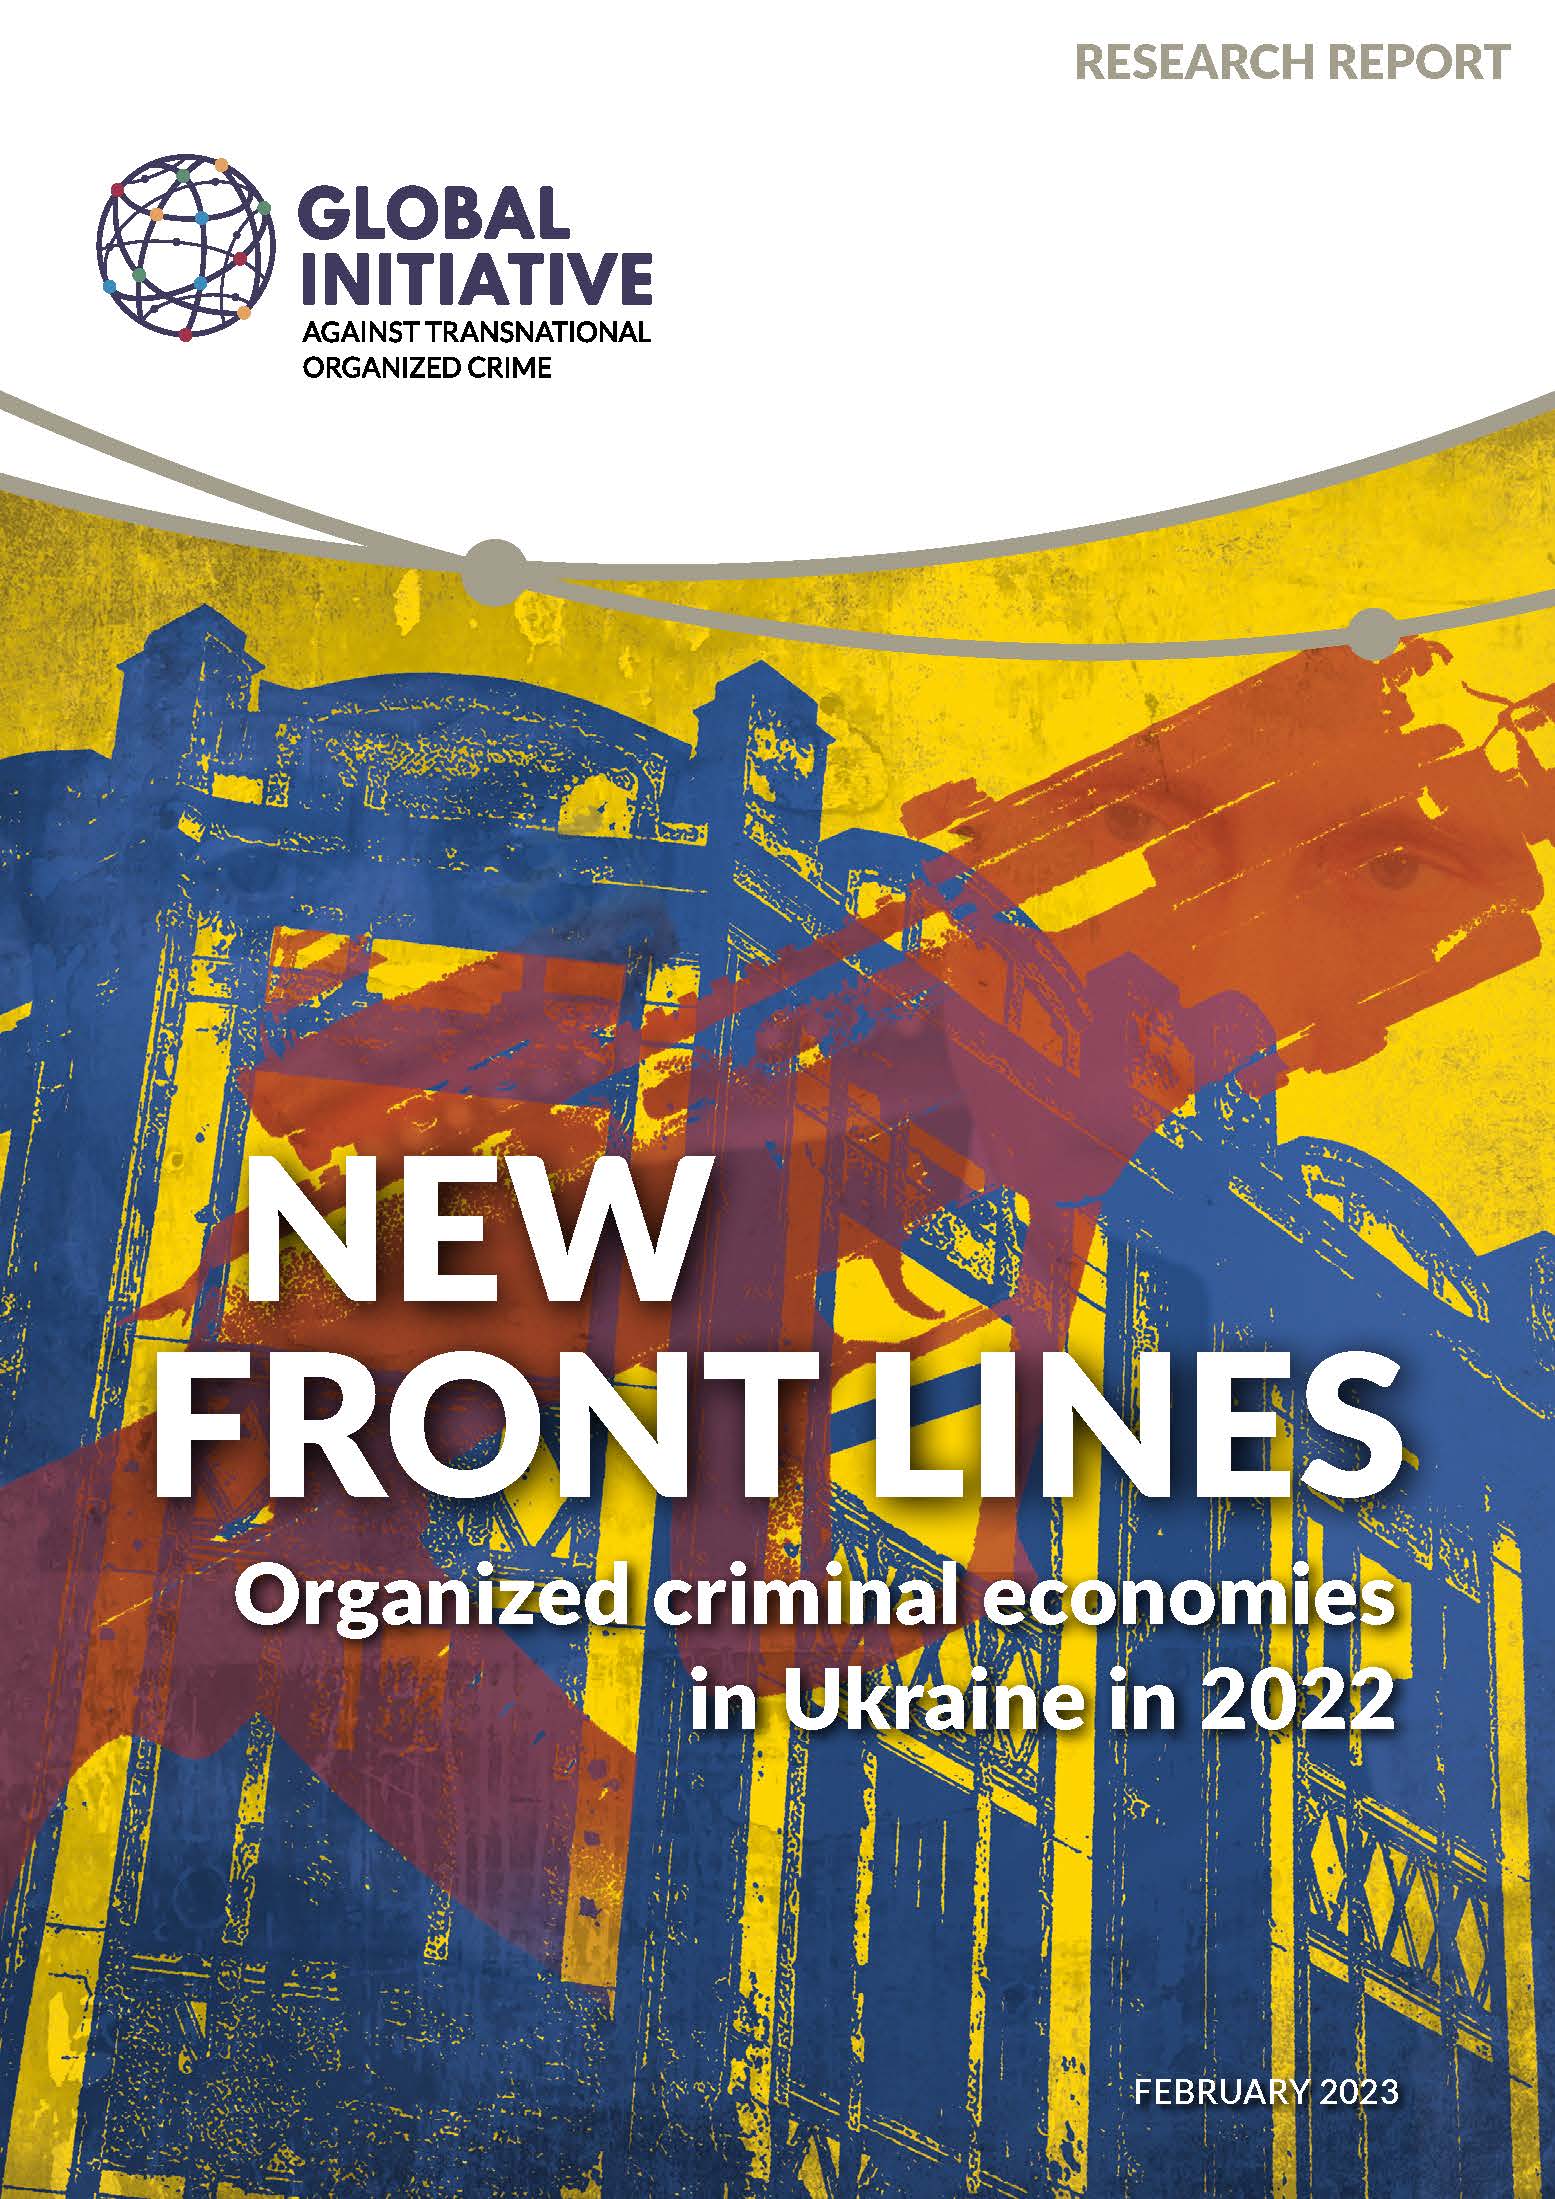 RESEARCH REPORT
GLOBAL
INITIATIVE
AGAINST TRANSNATIONAL
ORGANIZED CRIME
NEW
FRONT LINES
Organized criminal economies
in Ukraine in 2022
FEBRUARY 2023